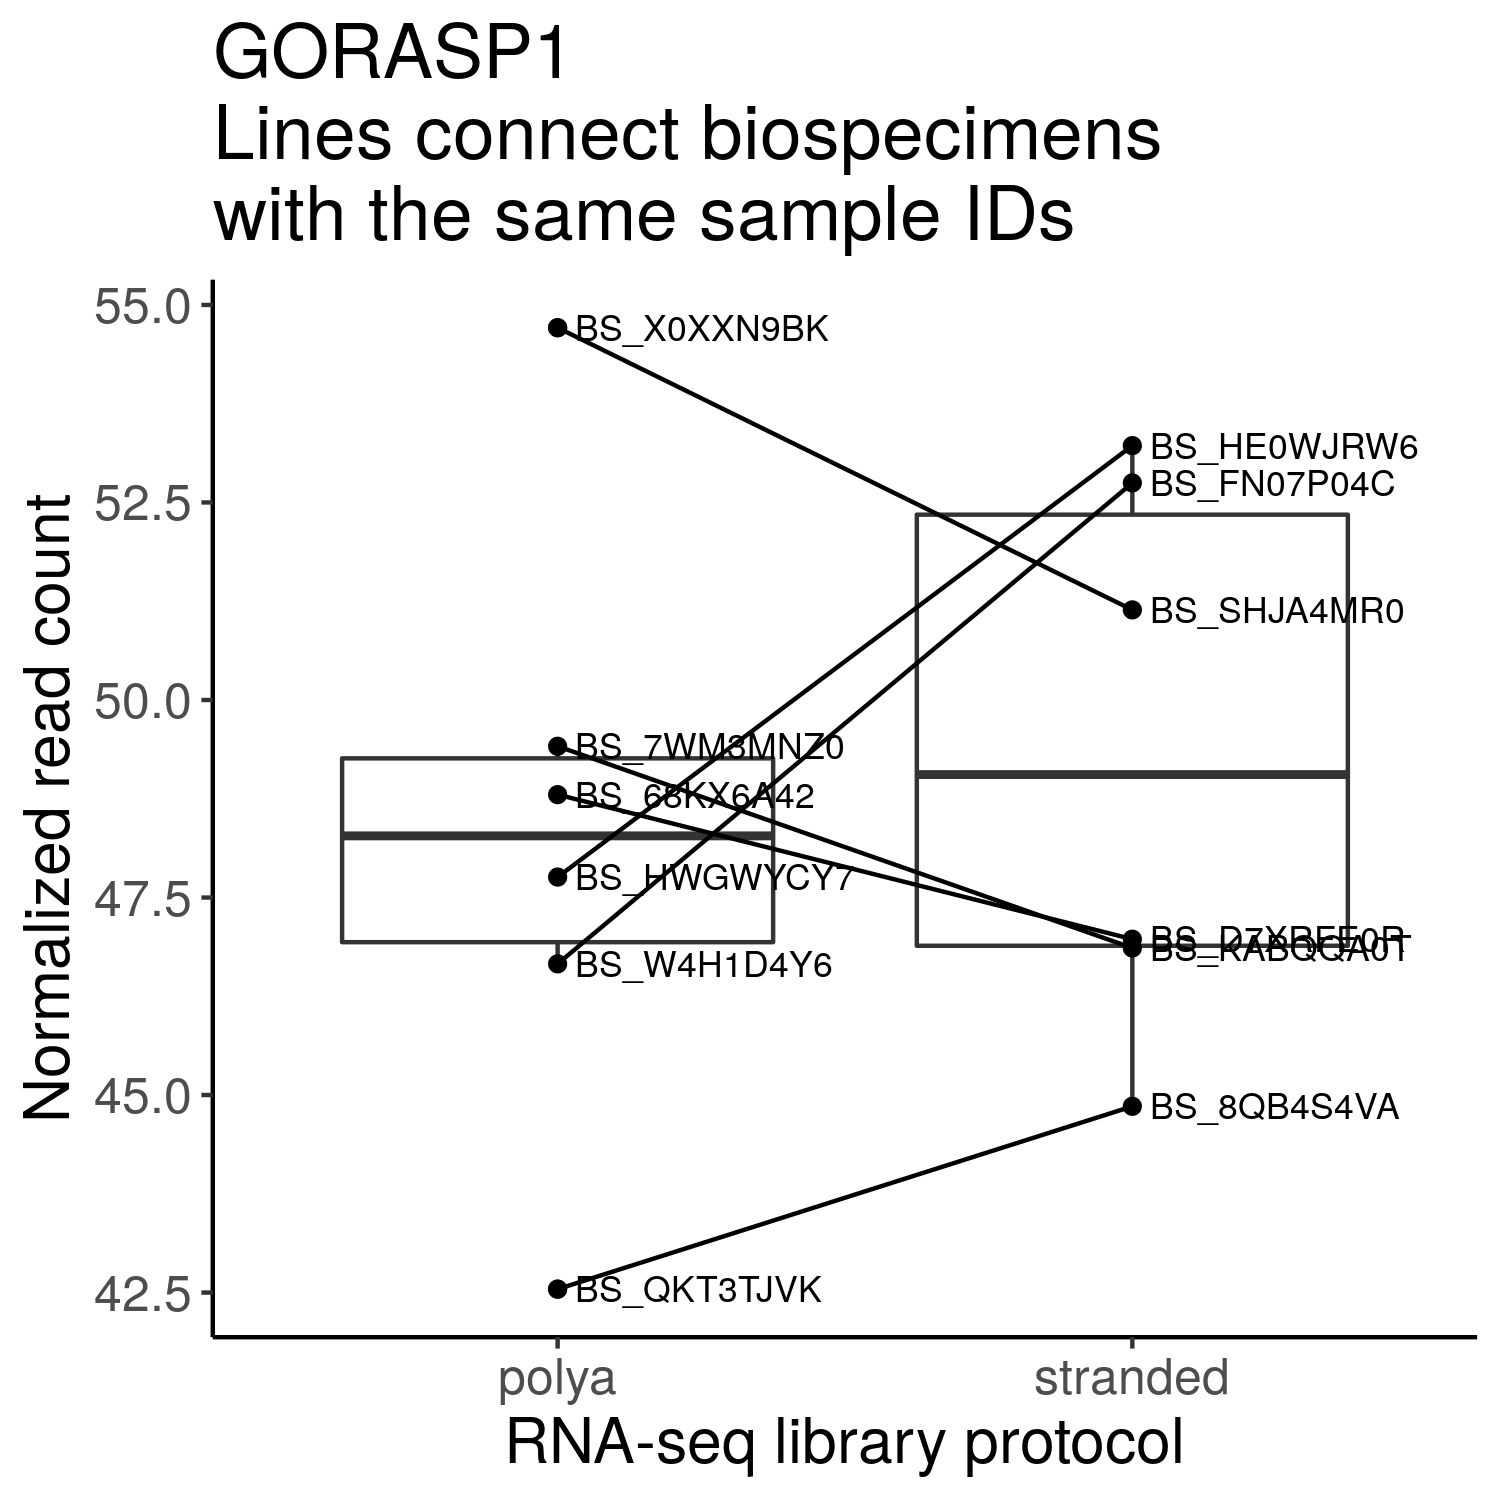 GORASP1
Lines connect biospecimens
with the same sample IDs
Normalized read count
55.0
52.5
50.0
47.5
45.0
42.5
BS_X0XXN9BK
BS_HE0WJRW6
BS_FN07P04C
BS_SHJA4MR0
BS_7WM3MNZ0
BS_68KX6A42
BS_HWGWYCY7
BS_W4H1D4Y6
BS_8QB4S4VA
BS_QKT3TJVK
polya
stranded
RNA-seq library protocol